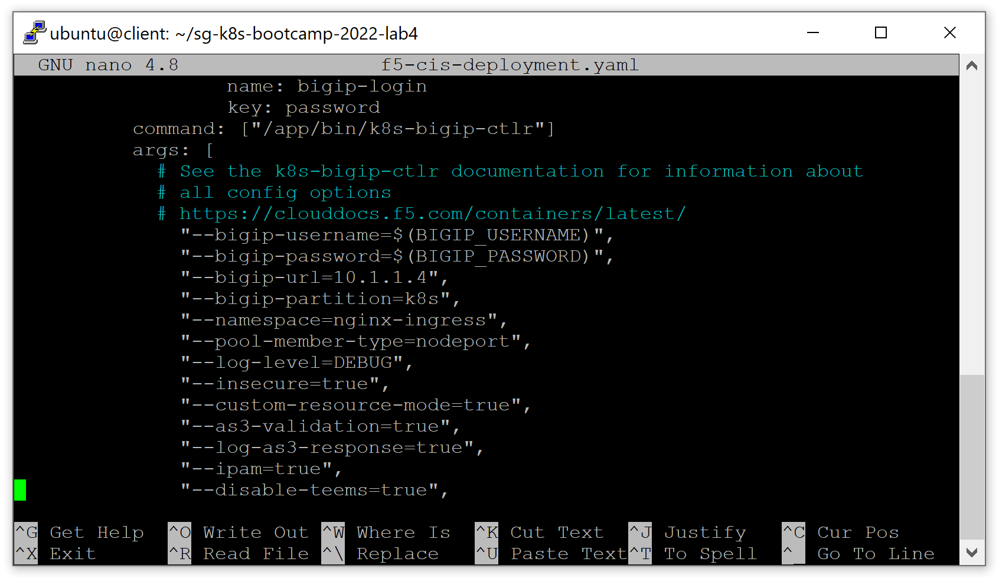 ubuntu@client: ~/sg-k8s-bootcamp-2022-lab4
GNU nano 4.8 f5-cis-deployment.yaml
name: bigip-login
key: password
command: ["/app/bin/k8s-bigip-ctlr"]
args: [
# See the k8s-bigip-ctlr documentation for information about
# all config options
# https://clouddocs.f5.com/containers/latest/
"--bigip-username=$(BIGIP_USERNAME)",
"--bigip-password=$(BIGIP_PASSWORD)",
"--bigip-url=10.1.1.4",
"--bigip-partition=k8s",
"--namespace=nginx-ingress",
"--pool-member-type=nodeport",
"--log-level=DEBUG",
"--insecure=true",
"--custom-resource-mode=true",
"--as3-validation=true",
"--log-as3-response=true",
"--ipam=true",
"--disable-teems=true",
^G Get Help ^O Write Out ^W Where Is ^K Cut Text ^J Justify ^C Cur Pos
^X Exit ^R Read File ^\ Replace ^U Paste Text ^T To Spell ^_ Go To Line